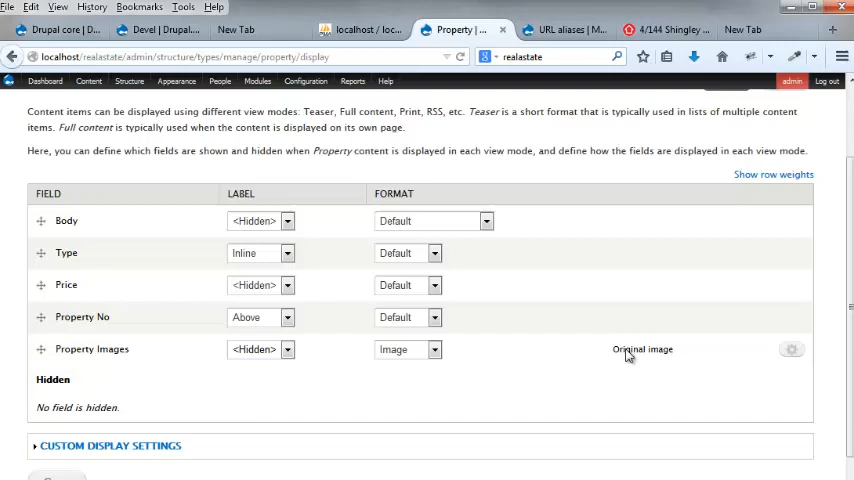 File Edit View History Bookmarks Tools Help
Drupal core | D... Devel | Drupal.... New Tab localhost / loc... Property | ... URL aliases | M... 4/144 Shingley ... New Tab
localhost/realastate/admin/structure/types/manage/property/display realastate
Dashboard Content Structure Appearance People Modules Configuration Reports Help admin Log out
Content items can be displayed using different view modes: Teaser, Full content, Print, RSS, etc. Teaser is a short format that is typically used in lists of multiple content
items. Full content is typically used when the content is displayed on its own page.
Here, you can define which fields are shown and hidden when Property content is displayed in each view mode, and define how the fields are displayed in each view mode.
Show row weights
FIELD LABEL FORMAT
Body <Hidden> Default
Type Inline Default
Price <Hidden> Default
Property No Above Default
Property Images <Hidden> Image Original image
Hidden
No field is hidden.
CUSTOM DISPLAY SETTINGS